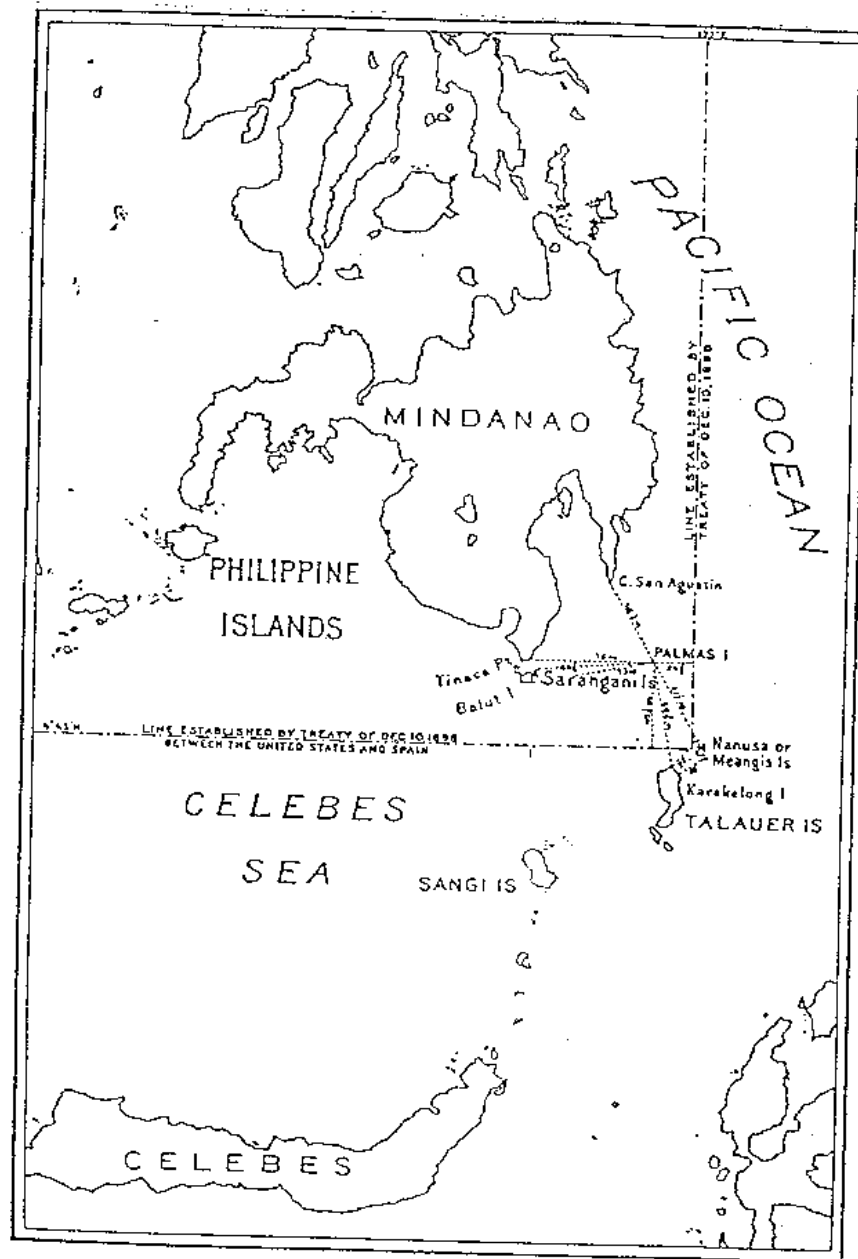 PACIFIC OCEAN
LINE ESTABLISHED BY
TREATY OF DEC. 10, 1898
MINDANAO
PHILIPPINE
ISLANDS
C. San Agustin
PALMAS I
Tinaca Pt
Sarangani Is
Balut I
LINE ESTABLISHED BY TREATY OF DEC. 10, 1898
BETWEEN THE UNITED STATES AND SPAIN
Nanusa or
Meangis Is
Karakelong I
TALAUER IS
CELEBES
SEA
SANGI IS
CELEBES